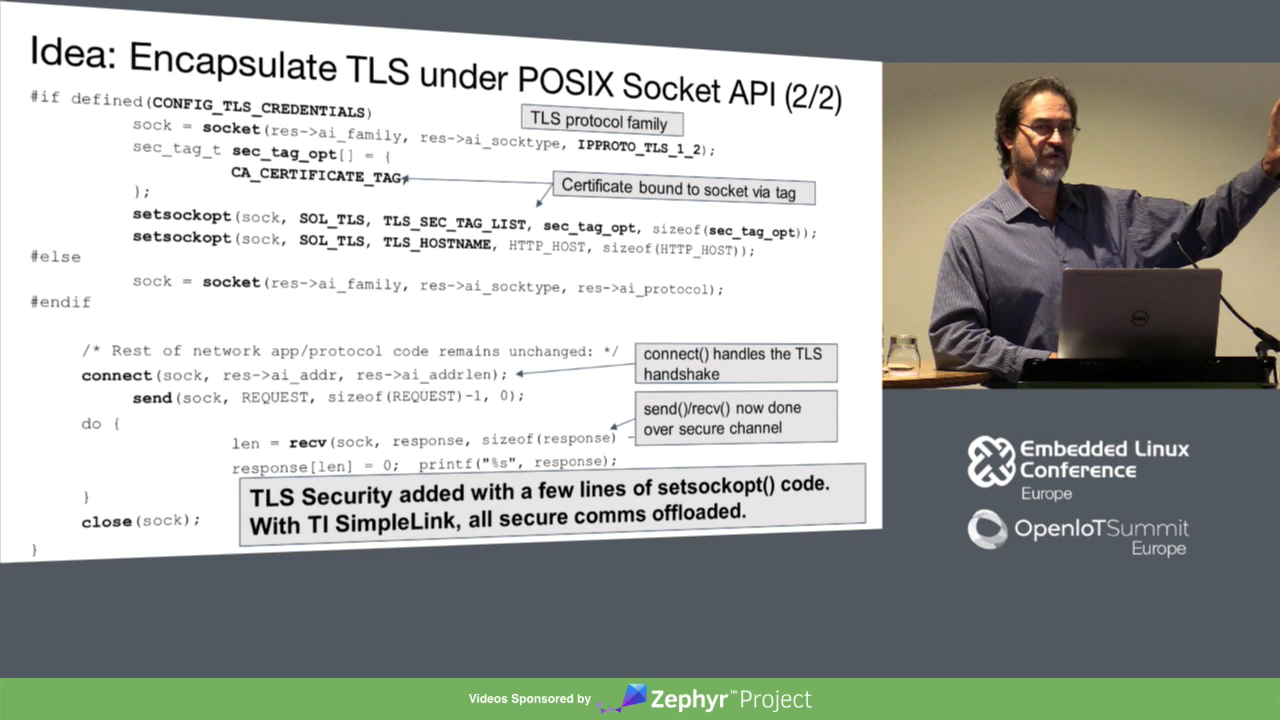 Idea: Encapsulate TLS under POSIX Socket API (2/2)
#if defined(CONFIG_TLS_CREDENTIALS)
TLS protocol family
sock = socket(res->ai_family, res->ai_socktype, IPPROTO_TLS_1_2);
sec_tag_t sec_tag_opt[] = {
CA_CERTIFICATE_TAG,
Certificate bound to socket via tag
};
setsockopt(sock, SOL_TLS, TLS_SEC_TAG_LIST, sec_tag_opt, sizeof(sec_tag_opt));
setsockopt(sock, SOL_TLS, TLS_HOSTNAME, HTTP_HOST, sizeof(HTTP_HOST));
#else
sock = socket(res->ai_family, res->ai_socktype, res->ai_protocol);
#endif
/* Rest of network app/protocol code remains unchanged: */
connect() handles the TLS
handshake
connect(sock, res->ai_addr, res->ai_addrlen);
send(sock, REQUEST, sizeof(REQUEST)-1, 0);
send()/recv() now done
over secure channel
do {
len = recv(sock, response, sizeof(response) -
response[len] = 0; printf("%s", response);
TLS Security added with a few lines of setsockopt() code.
With TI SimpleLink, all secure comms offloaded.
}
close(sock);
}
DELL
Embedded Linux
Conference
Europe
OpenIoTSummit
Europe
Videos Sponsored by Zephyr™Project